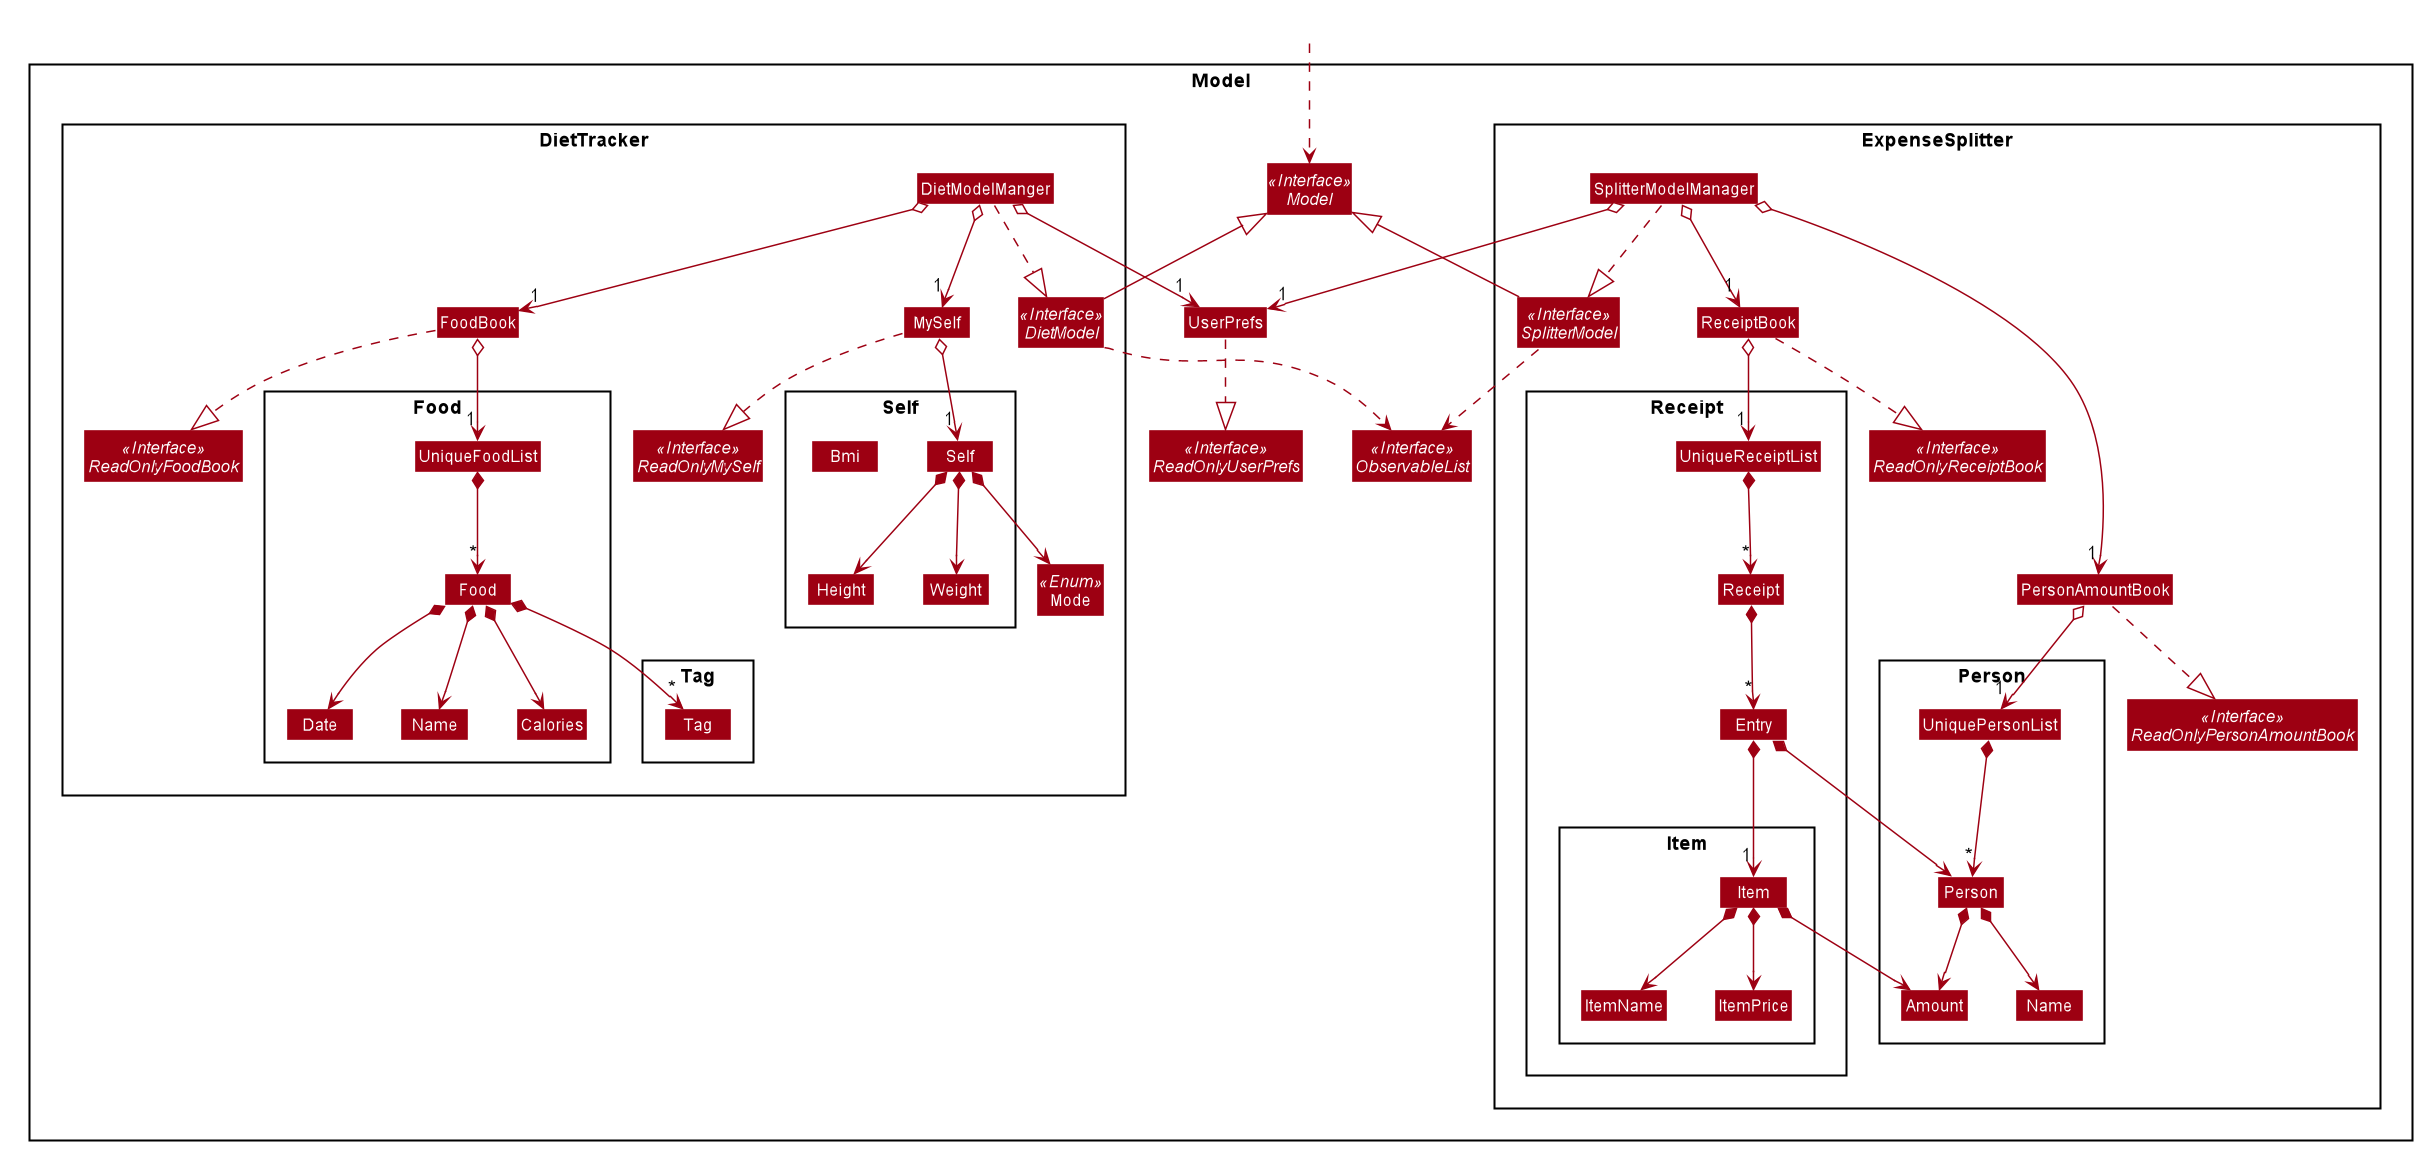 Model
DietTracker
ExpenseSplitter
DietModelManger
«Interface»
Model
SplitterModelManager
1
1
1
1
1
FoodBook
MySelf
«Interface»
DietModel
UserPrefs
«Interface»
SplitterModel
ReceiptBook
Food
Self
Receipt
1
1
1
«Interface»
ReadOnlyFoodBook
UniqueFoodList
«Interface»
ReadOnlyMySelf
Bmi
Self
«Interface»
ReadOnlyUserPrefs
«Interface»
ObservableList
UniqueReceiptList
«Interface»
ReadOnlyReceiptBook
*
*
1
Food
Height
Weight
«Enum»
Mode
Receipt
PersonAmountBook
Tag
Person
*
*
1
Date
Name
Calories
Tag
Entry
UniquePersonList
«Interface»
ReadOnlyPersonAmountBook
Item
1
*
Item
Person
ItemName
ItemPrice
Amount
Name